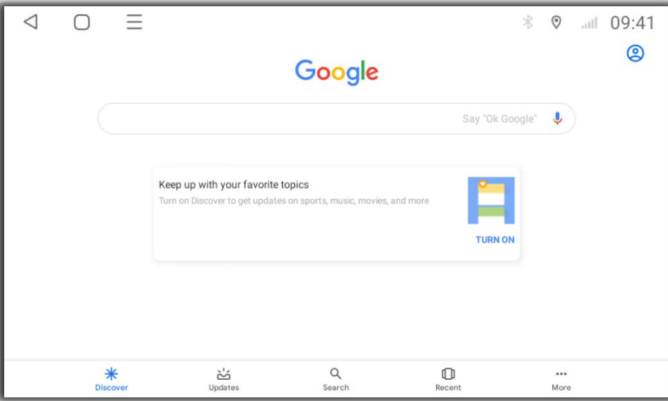 09:41
Google
Say "Ok Google"
Keep up with your favorite topics
Turn on Discover to get updates on sports, music, movies, and more
TURN ON
Discover
Updates
Search
Recent
More